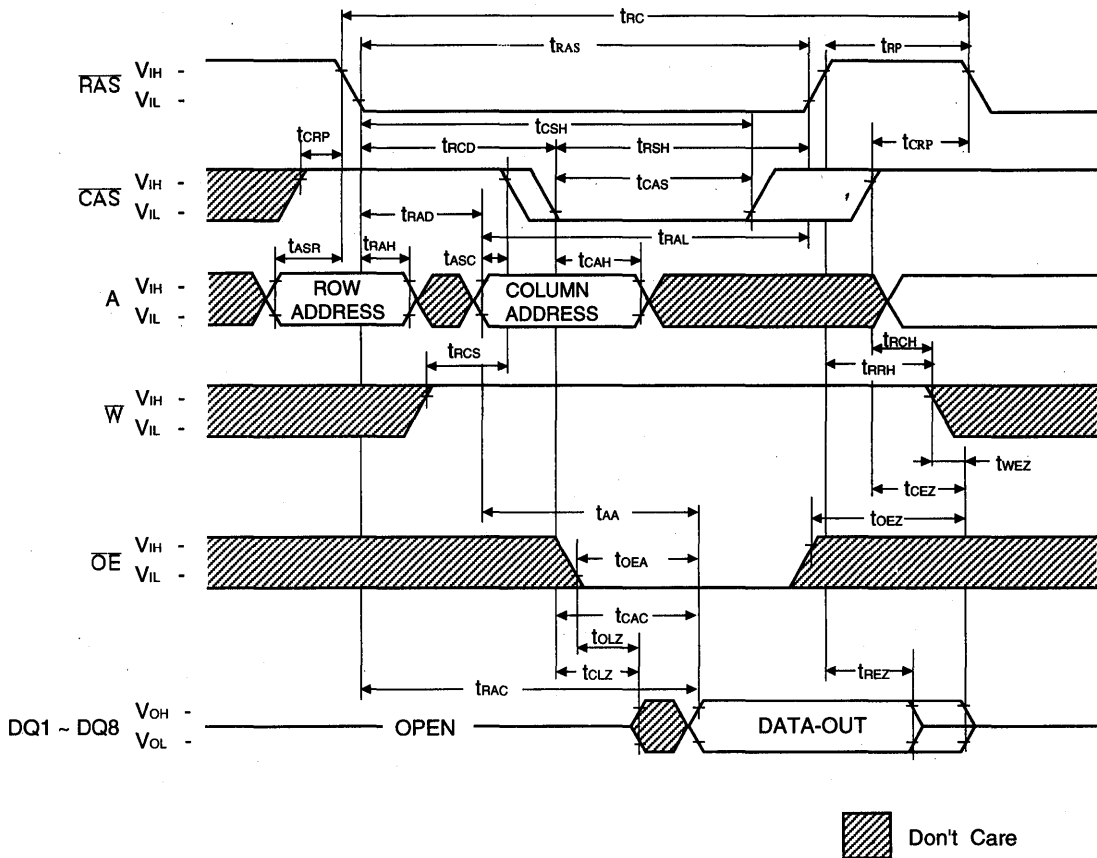 tRC
tRAS
tRP
RAS
VIH -
VIL -
tCSH
tCRP
tRCD
tRSH
tCRP
CAS
VIH -
VIL -
tCAS
tRAD
tRAL
tASR
tRAH
tASC
tCAH
A
VIH -
VIL -
ROW
ADDRESS
COLUMN
ADDRESS
tRCS
tRCH
tRRH
W
VIH -
VIL -
tWEZ
tCEZ
tAA
tOEZ
OE
VIH -
VIL -
tOEA
tCAC
tOLZ
tCLZ
tREZ
tRAC
DQ1 ~ DQ8
VOH -
VOL -
OPEN
DATA-OUT
Don't Care